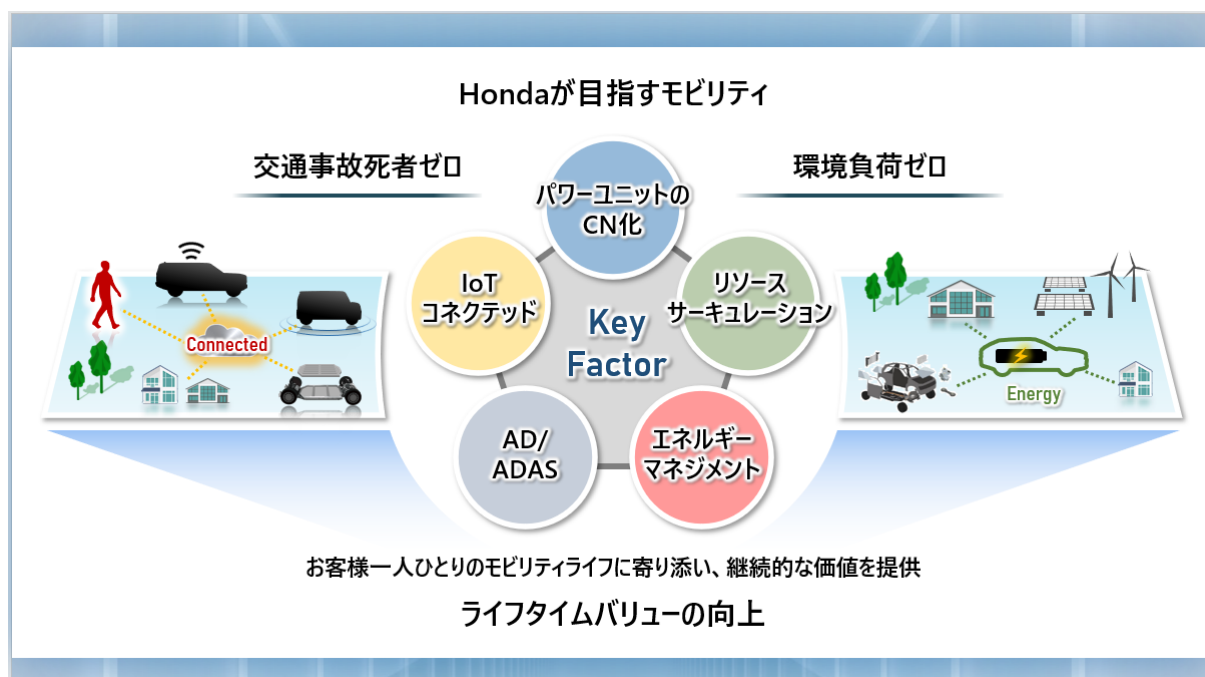 Hondaが目指すモビリティ
交通事故死者ゼロ
環境負荷ゼロ
パワーユニットの
CN化
IoT
コネクテッド
リソース
サーキュレーション
Key
Factor
AD/
ADAS
エネルギー
マネジメント
Connected
Energy
お客様一人ひとりのモビリティライフに寄り添い、継続的な価値を提供
ライフタイムバリューの向上